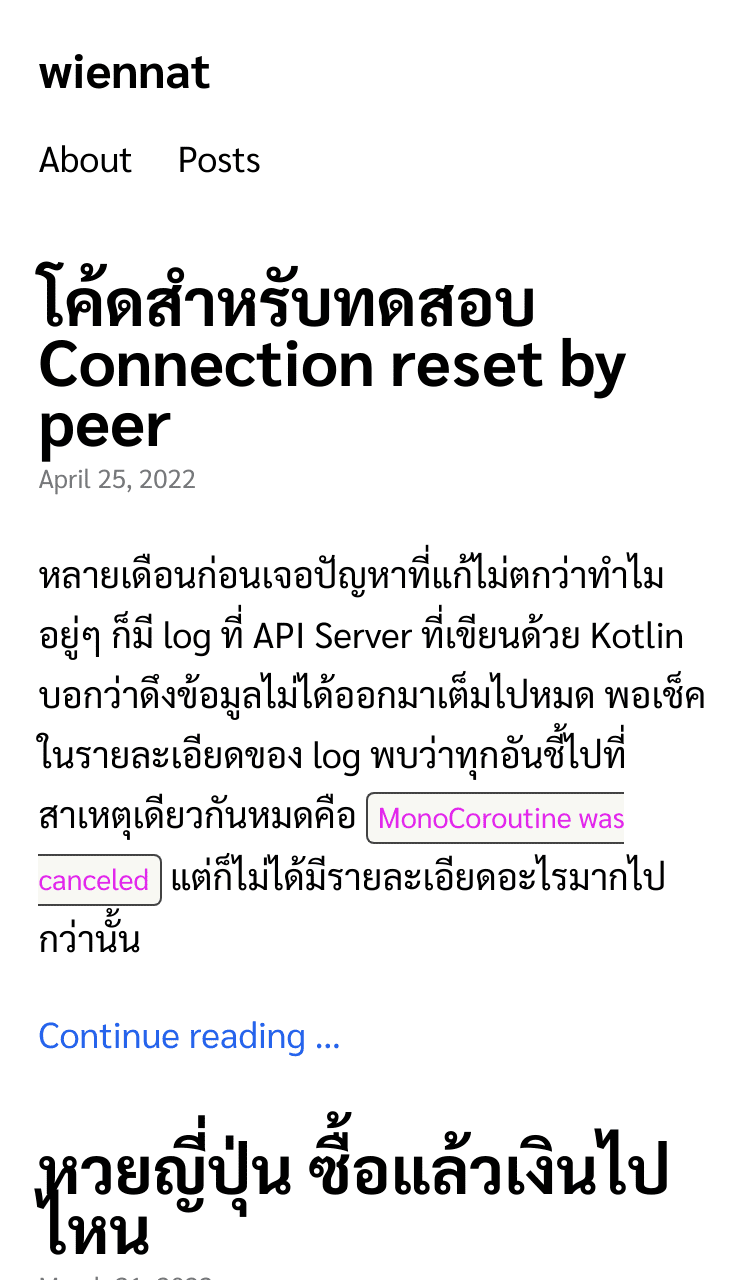 wiennat
About Posts
โค้ดสำหรับทดสอบ
Connection reset by
peer
April 25, 2022
หลายเดือนก่อนเจอปัญหาที่แก้ไม่ตกว่าทำไม
อยู่ๆ ก็มี log ที่ API Server ที่เขียนด้วย Kotlin
บอกว่าดึงข้อมูลไม่ได้ออกมาเต็มไปหมด พอเช็ค
ในรายละเอียดของ log พบว่าทุกอันชี้ไปที่
สาเหตุเดียวกันหมดคือ MonoCoroutine was
canceled แต่ก็ไม่ได้มีรายละเอียดอะไรมากไป
กว่านั้น
Continue reading ...
หวยญี่ปุ่น ซื้อแล้วเงินไป
ไหน